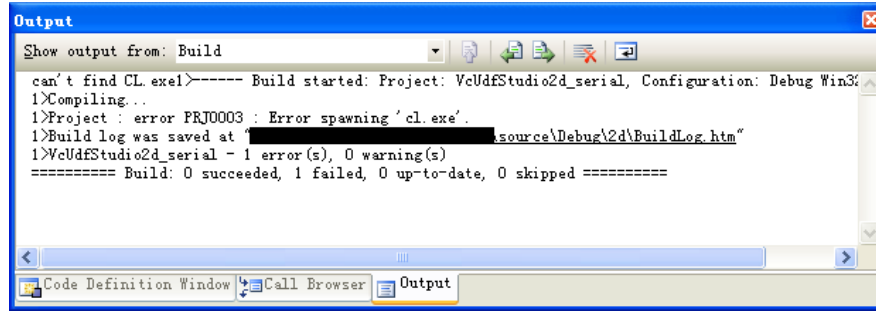 Output
Show output from: Build
can't find CL.exe1>------ Build started: Project: VcUdfStudio2d_serial, Configuration: Debug Win32
1>Compiling...
1>Project : error PRJ0003 : Error spawning 'cl.exe'.
1>Build log was saved at "\source\Debug\2d\BuildLog.htm"
1>VcUdfStudio2d_serial - 1 error(s), 0 warning(s)
========== Build: 0 succeeded, 1 failed, 0 up-to-date, 0 skipped ==========
Code Definition Window Call Browser Output